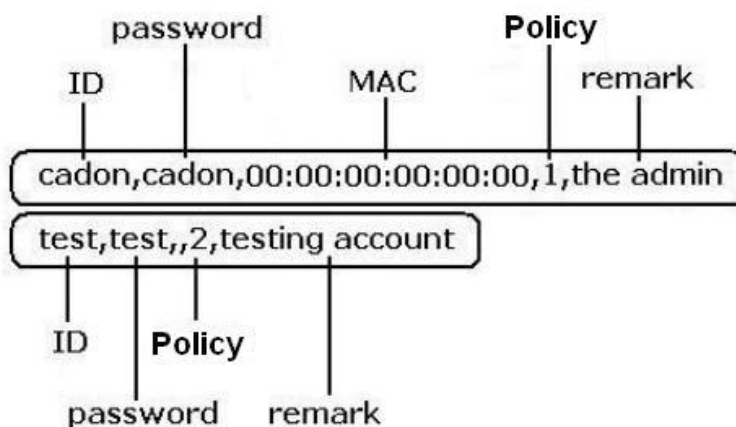 password Policy
ID MAC remark
cadon,cadon,00:00:00:00:00:00,1,the admin
test,test,,2,testing account
ID Policy
password remark